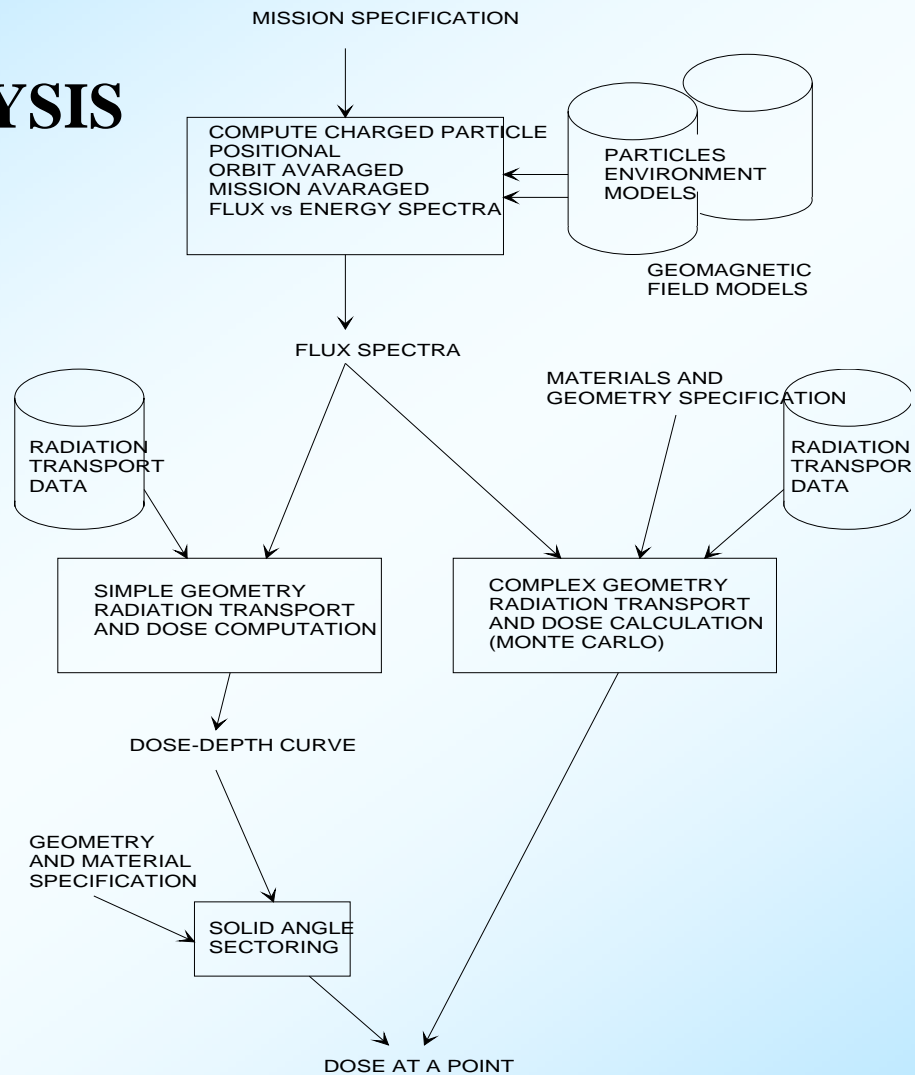 MISSION SPECIFICATION
YSIS
COMPUTE CHARGED PARTICLE
POSITIONAL
ORBIT AVARAGED
MISSION AVARAGED
FLUX vs ENERGY SPECTRA
PARTICLES
ENVIRONMENT
MODELS
GEOMAGNETIC
FIELD MODELS
FLUX SPECTRA
MATERIALS AND
GEOMETRY SPECIFICATION
RADIATION
TRANSPORT
DATA
RADIATION
TRANSPOR
DATA
SIMPLE GEOMETRY
RADIATION TRANSPORT
AND DOSE COMPUTATION
COMPLEX GEOMETRY
RADIATION TRANSPORT
AND DOSE CALCULATION
(MONTE CARLO)
DOSE-DEPTH CURVE
GEOMETRY
AND MATERIAL
SPECIFICATION
SOLID ANGLE
SECTORING
DOSE AT A POINT